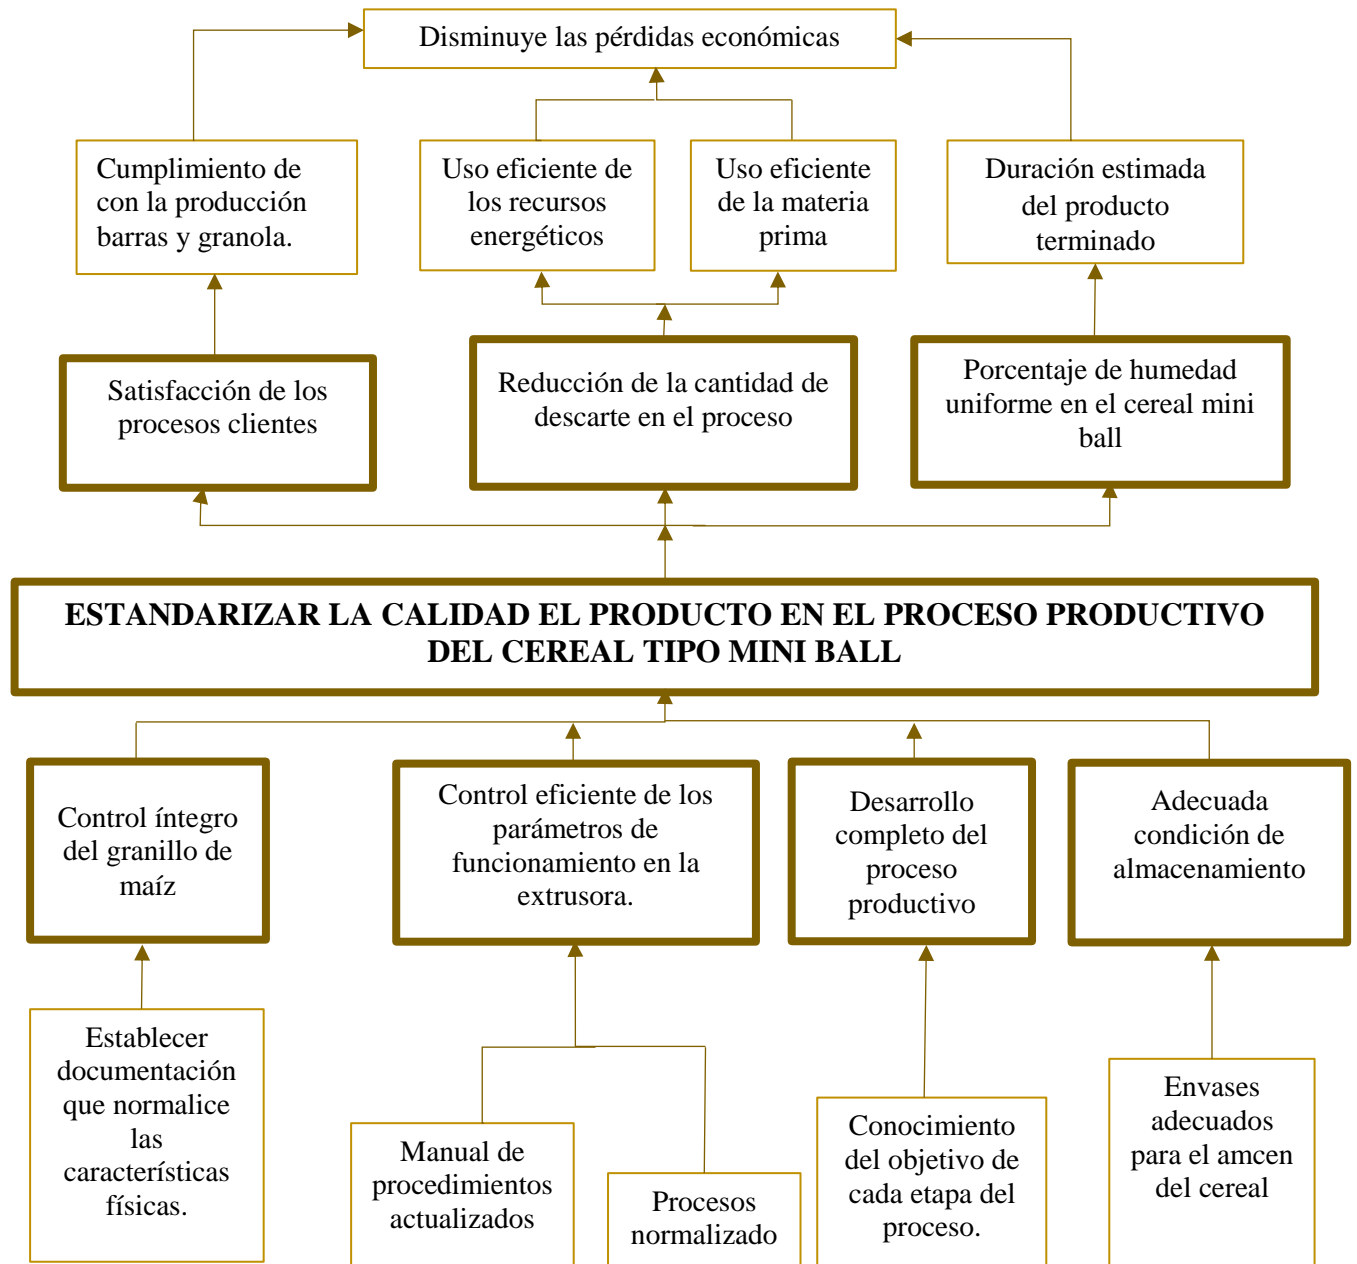 Disminuye las pérdidas económicas
Cumplimiento de
con la producción
barras y granola.
Uso eficiente de
los recursos
energéticos
Uso eficiente
de la materia
prima
Duración estimada
del producto
terminado
Satisfacción de los
procesos clientes
Reducción de la cantidad de
descarte en el proceso
Porcentaje de humedad
uniforme en el cereal mini
ball
ESTANDARIZAR LA CALIDAD EL PRODUCTO EN EL PROCESO PRODUCTIVO
DEL CEREAL TIPO MINI BALL
Control íntegro
del granillo de
maíz
Control eficiente de los
parámetros de
funcionamiento en la
extrusora.
Desarrollo
completo del
proceso
productivo
Adecuada
condición de
almacenamiento
Establecer
documentación
que normalice
las
características
físicas.
Manual de
procedimientos
actualizados
Procesos
normalizado
Conocimiento
del objetivo de
cada etapa del
proceso.
Envases
adecuados
para el amcen
del cereal